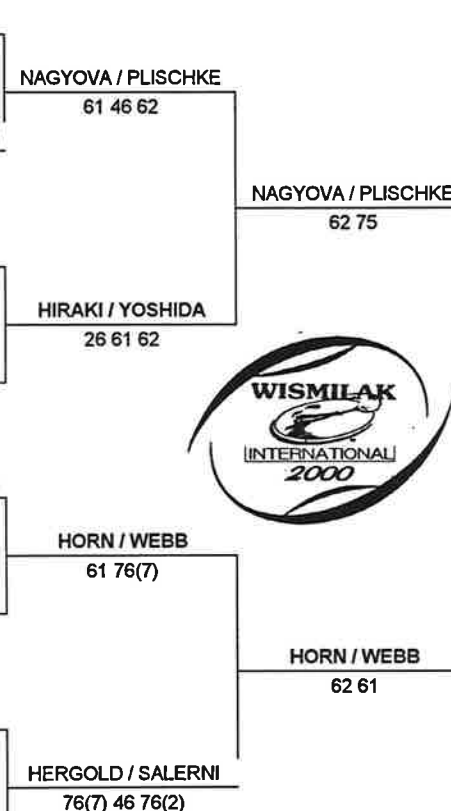 NAGYOVA / PLISCHKE
61 46 62
NAGYOVA / PLISCHKE
62 75
HIRAKI / YOSHIDA
26 61 62
WISMILAK
INTERNATIONAL
2000
HORN / WEBB
61 76(7)
HORN / WEBB
62 61
HERGOLD / SALERNI
76(7) 46 76(2)